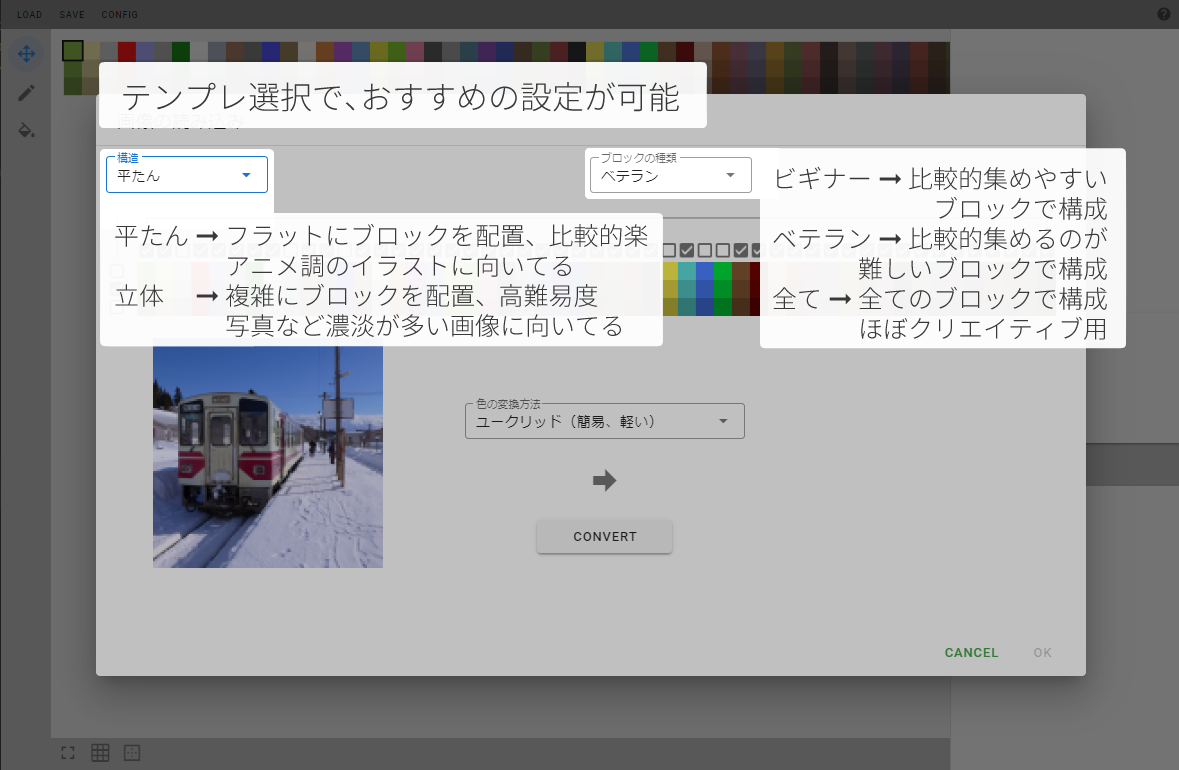 LOAD SAVE CONFIG
テンプレ選択で、おすすめの設定が可能
画像の読み込み
構造
平たん
ブロックの種類
ベテラン
平たん ➞ フラットにブロックを配置、比較的楽
アニメ調のイラストに向いてる
立体 ➞ 複雑にブロックを配置、高難易度
写真など濃淡が多い画像に向いてる
ビギナー ➞ 比較的集めやすい
ブロックで構成
ベテラン ➞ 比較的集めるのが
難しいブロックで構成
全て ➞ 全てのブロックで構成
ほぼクリエイティブ用
色の変換方法
ユークリッド（簡易、軽い）
CONVERT
CANCEL OK